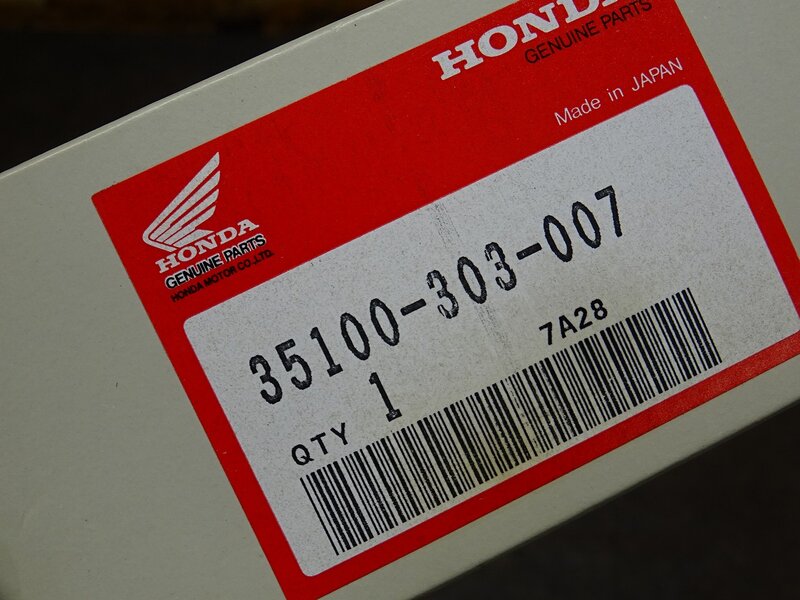 HONDA
GENUINE PARTS
Made in JAPAN
HONDA
GENUINE PARTS
HONDA MOTOR CO.,LTD.
35100-303-007
7A28
QTY 1